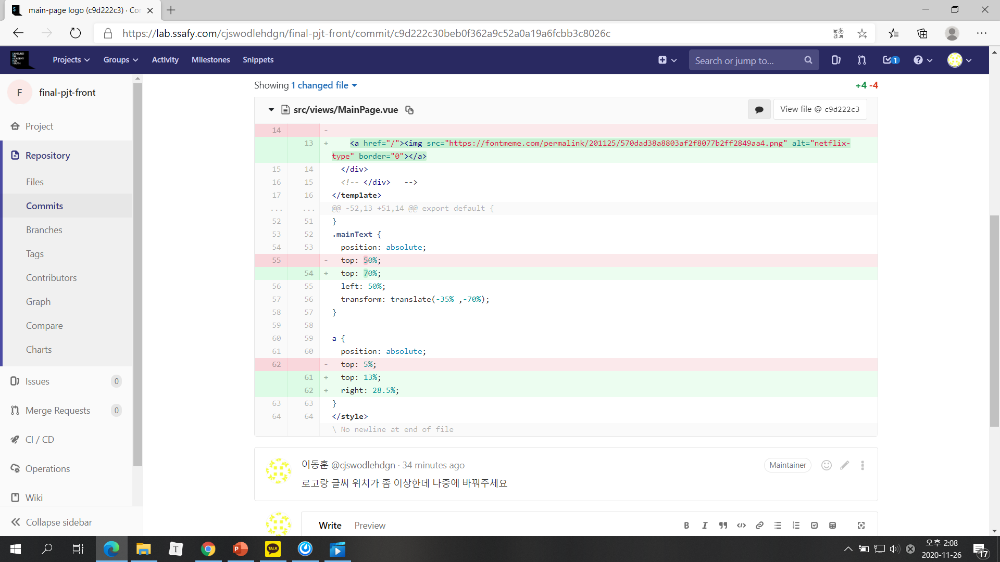 main-page logo (c9d222c3) · Co
https://lab.ssafy.com/cjswodlehdgn/final-pjt-front/commit/c9d222c30beb0f362a9c52a0a19a6fcbb3c8026c
SAMSUNG SW ACADEMY FOR YOUTH
Projects Groups Activity Milestones Snippets Search or jump to... 1
F final-pjt-front
Project
Repository
Files
Commits
Branches
Tags
Contributors
Graph
Compare
Charts
Issues 0
Merge Requests 0
CI / CD
Operations
Wiki
Collapse sidebar
Showing 1 changed file +4 -4
src/views/MainPage.vue View file @ c9d222c3
14 -
13 + <a href="/"><img src="https://fontmeme.com/permalink/201125/570dad38a8803af2f8077b2ff2849aa4.png" alt="netflix-
type" border="0"></a>
15 14 </div>
16 15 <!-- </div> -->
17 16 </template>
... ... @@ -52,13 +51,14 @@ export default {
52 51 }
53 52 .mainText {
54 53 position: absolute;
55 - top: 50%;
54 + top: 70%;
56 55 left: 50%;
57 56 transform: translate(-35% ,-70%);
58 57 }
59 58
60 59 a {
61 60 position: absolute;
62 - top: 5%;
61 + top: 13%;
62 + right: 28.5%;
63 63 }
64 64 </style>
\ No newline at end of file
이동훈 @cjswodlehdgn · 34 minutes ago Maintainer
로고랑 글씨 위치가 좀 이상한데 나중에 바꿔주세요
Write Preview
T P TALK
오후 2:08
2020-11-26
17